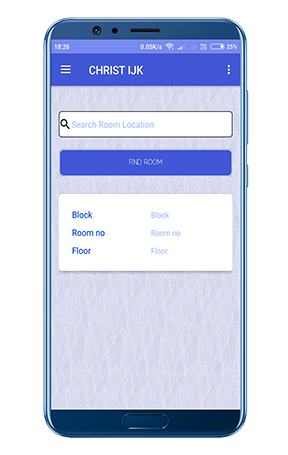 18:26 0.05K/s 25%
CHRIST IJK
Search Room Location
FIND ROOM
Block Block
Room no Room no
Floor Floor